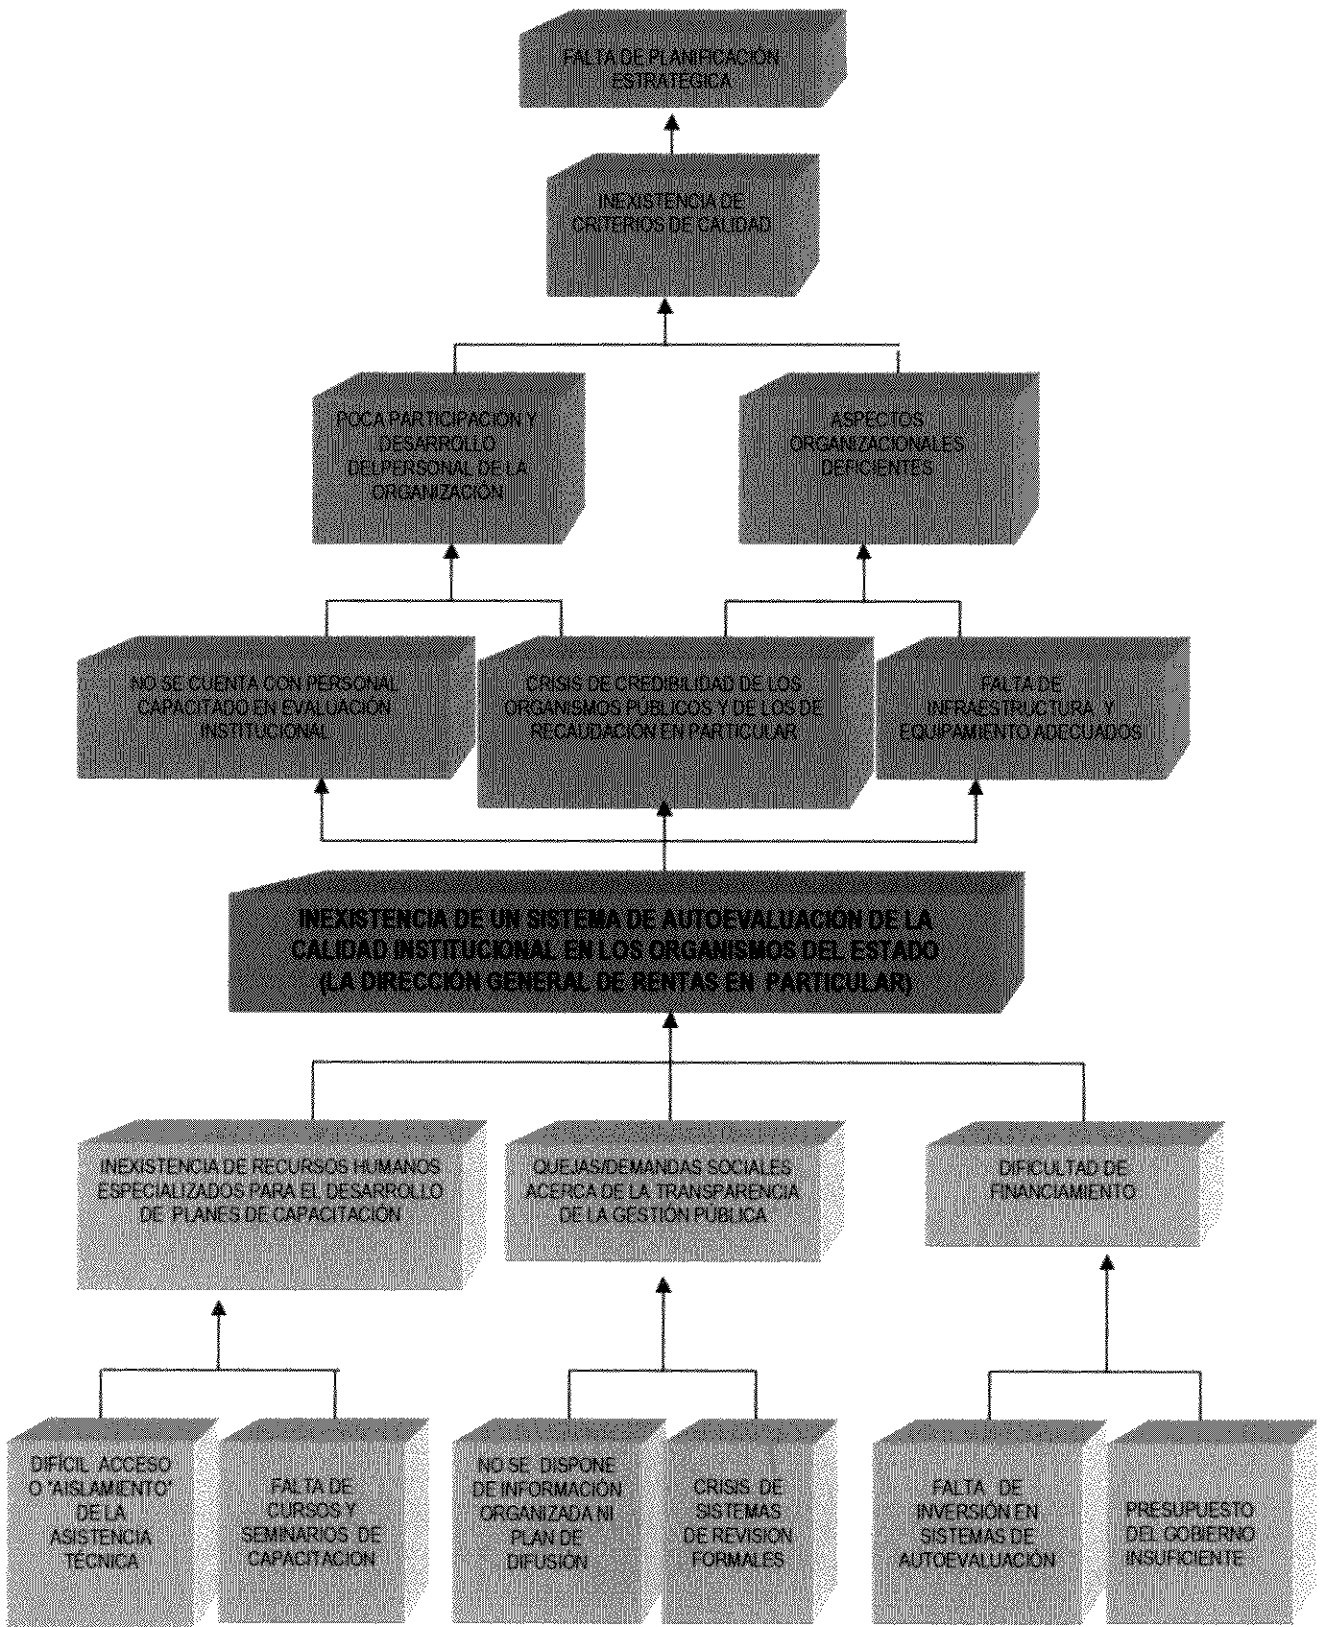 FALTA DE PLANIFICACIÓN
ESTRATEGICA
INEXISTENCIA DE
CRITERIOS DE CALIDAD
POCA PARTICIPACION Y
DESARROLLO
DELPERSONAL DE LA
ORGANIZACIÓN
ASPECTOS
ORGANIZACIONALES
DEFICIENTES
NO SE CUENTA CON PERSONAL
CAPACITADO EN EVALUACIÓN
INSTITUCIONAL
CRISIS DE CREDIBILIDAD DE LOS
ORGANISMOS PÚBLICOS Y DE LOS DE
RECAUDACIÓN EN PARTICULAR
FALTA DE
INFRAESTRUCTURA Y
EQUIPAMIENTO ADECUADOS
INEXISTENCIA DE UN SISTEMA DE AUTOEVALUACIÓN DE LA
CALIDAD INSTITUCIONAL EN LOS ORGANISMOS DEL ESTADO
(LA DIRECCIÓN GENERAL DE RENTAS EN PARTICULAR)
INEXISTENCIA DE RECURSOS HUMANOS
ESPECIALIZADOS PARA EL DESARROLLO
DE PLANES DE CAPACITACIÓN
QUEJAS/DEMANDAS SOCIALES
ACERCA DE LA TRANSPARENCIA
DE LA GESTIÓN PÚBLICA
DIFICULTAD DE
FINANCIAMIENTO
DIFÍCIL ACCESO
O "AISLAMIENTO"
DE LA
ASISTENCIA
TÉCNICA
FALTA DE
CURSOS Y
SEMINARIOS DE
CAPACITACION
NO SE DISPONE
DE INFORMACIÓN
ORGANIZADA NI
PLAN DE
DIFUSIÓN
CRISIS DE
SISTEMAS
DE REVISION
FORMALES
FALTA DE
INVERSIÓN EN
SISTEMAS DE
AUTOEVALUACIÓN
PRESUPUESTO
DEL GOBIERNO
INSUFICIENTE